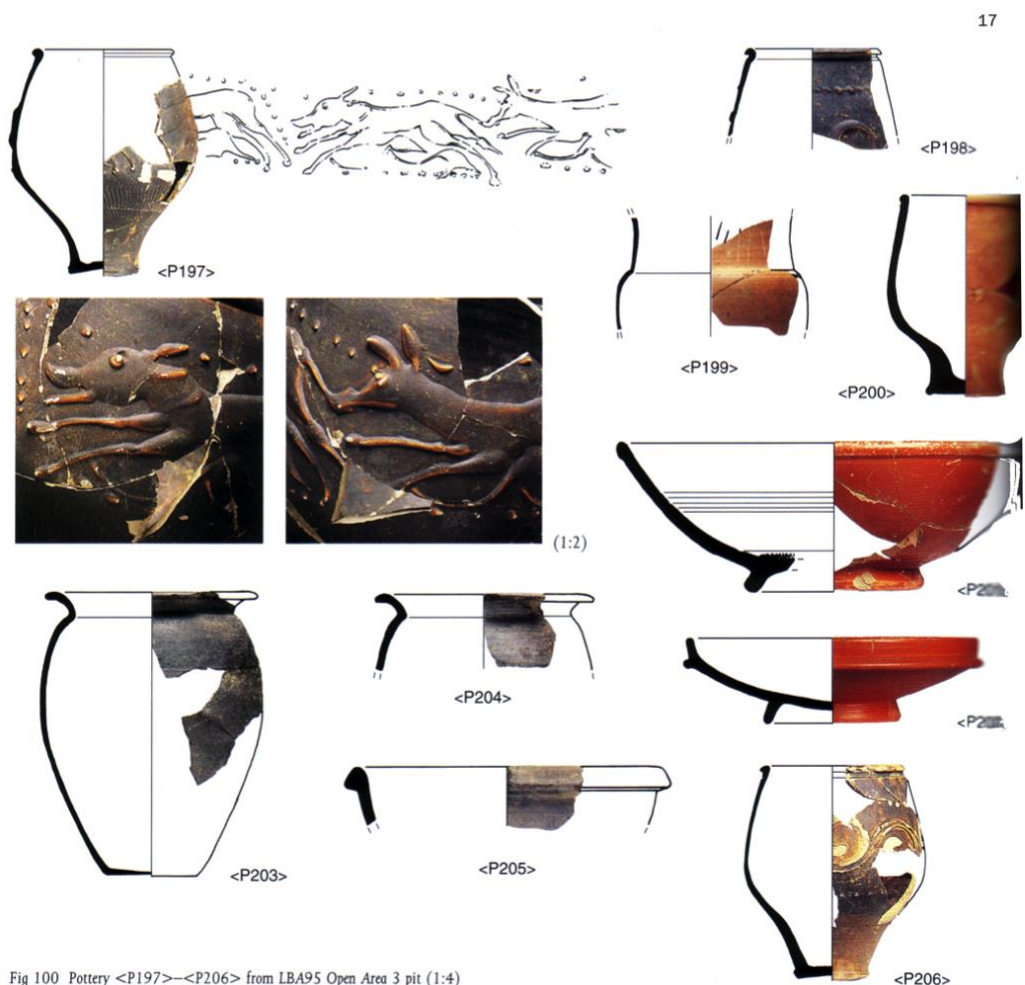 17
<P197>
<P198>
<P199>
<P200>
(1:2)
<P203>
<P204>
<P205>
<P206>
Fig 100 Pottery <P197>–<P206> from LBA95 Open Area 3 pit (1:4)